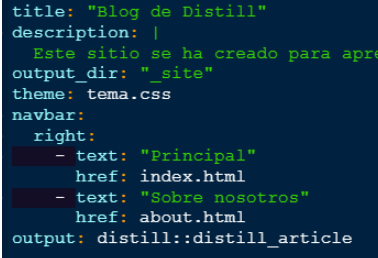 title: "Blog de Distill"
description: |
  Este sitio se ha creado para
output_dir: "_site"
theme: tema.css
navbar:
  right:
    - text: "Principal"
      href: index.html
    - text: "Sobre nosotros"
      href: about.html
output: distill::distill_article